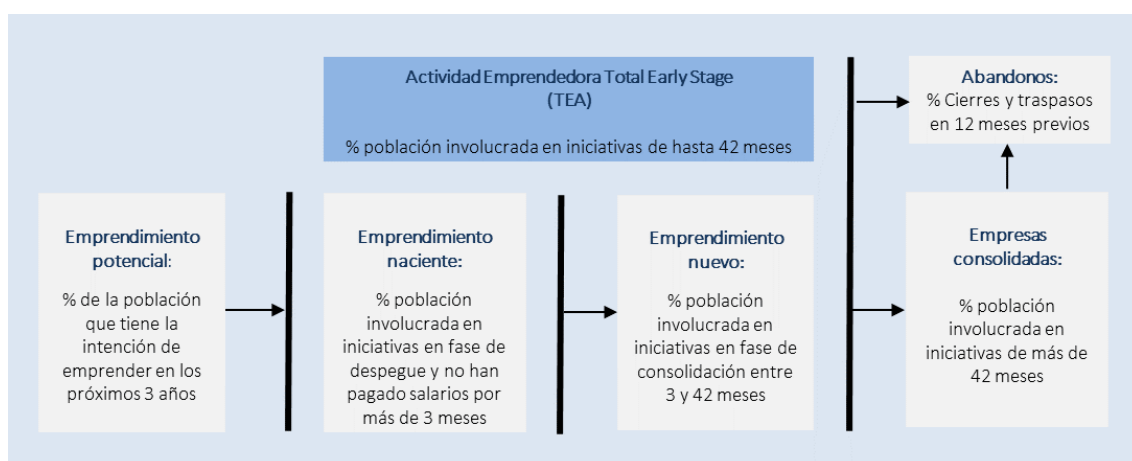 Actividad Emprendedora Total Early Stage
(TEA)
% población involucrada en iniciativas de hasta 42 meses
Abandonos:
% Cierres y traspasos
en 12 meses previos
Emprendimiento
potencial:
% de la población
que tiene la
intención de
emprender en los
próximos 3 años
Emprendimiento
naciente:
% población
involucrada en
iniciativas en fase de
despegue y no han
pagado salarios por
más de 3 meses
Emprendimiento
nuevo:
% población
involucrada en
iniciativas en fase de
consolidación entre
3 y 42 meses
Empresas
consolidadas:
% población
involucrada en
iniciativas de más de
42 meses